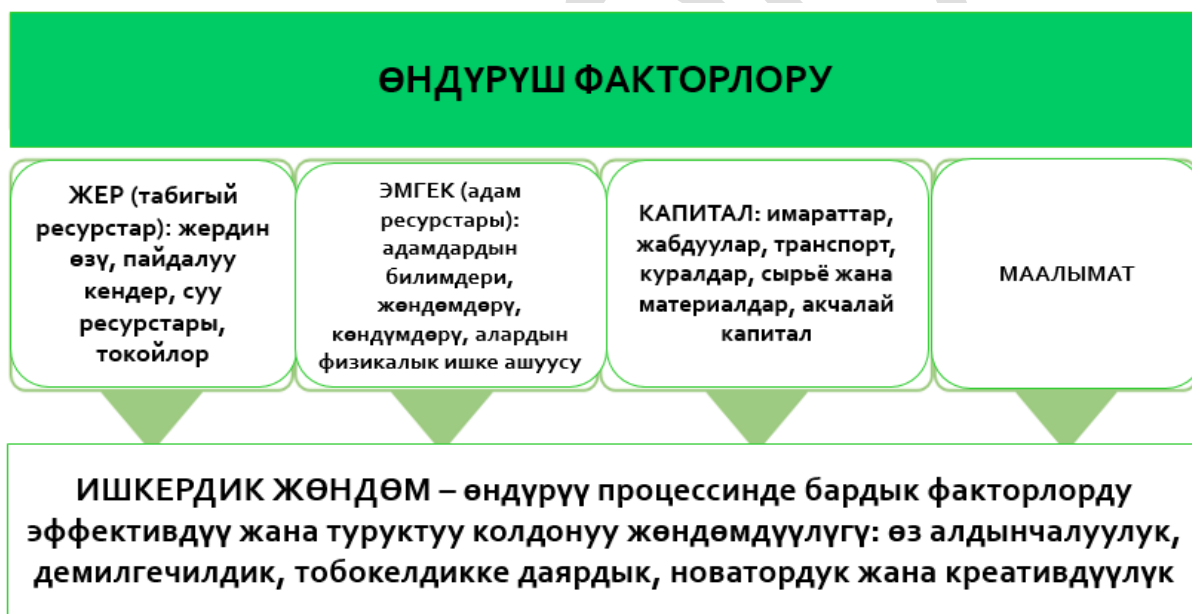 ӨНДҮРҮШ ФАКТОРЛОРУ
ЖЕР (табигый
ресурстар): жердин
өзү, пайдалуу
кендер, суу
ресурстары,
токойлор
ЭМГЕК (адам
ресурстары):
адамдардын
билимдери,
жөндөмдөрү,
көндүмдөрү, алардын
физикалык ишке ашуусу
КАПИТАЛ: имараттар,
жабдуулар, транспорт,
куралдар, сырьё жана
материалдар, акчалай
капитал
МААЛЫМАТ
ИШКЕРДИК ЖӨНДӨМ – өндүрүү процессинде бардык факторлорду
эффективдүү жана туруктуу колдонуу жөндөмдүүлүгү: өз алдынчалуулук,
демилгечилдик, тобокелдикке даярдык, новатордук жана креативдүүлүк